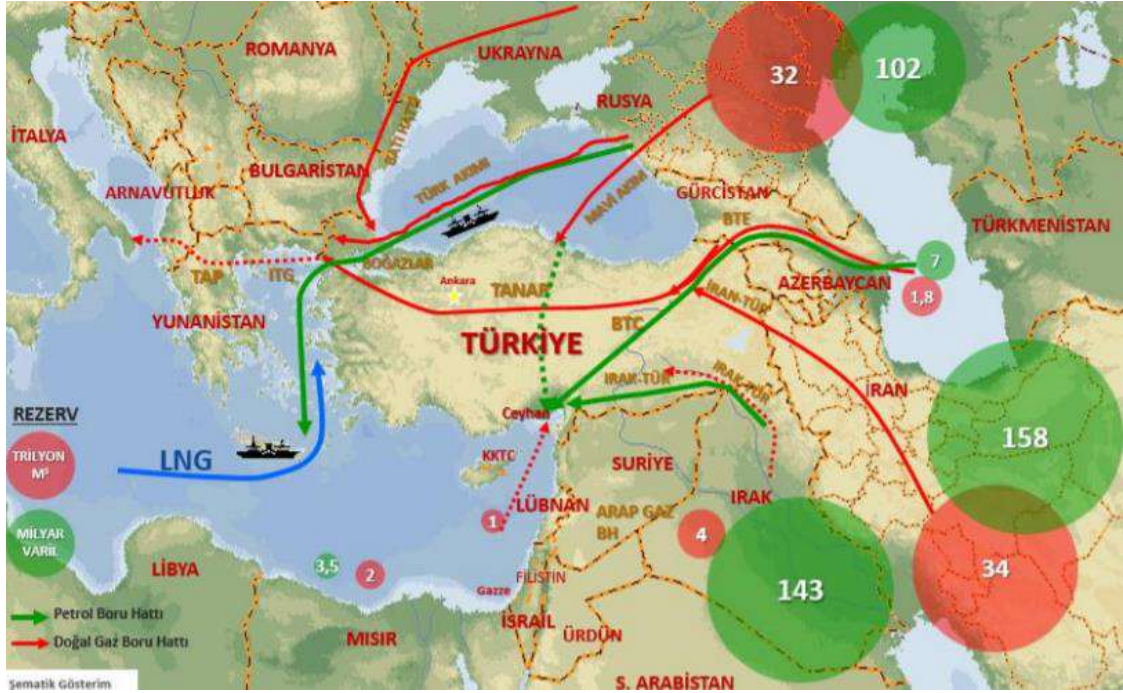 ROMANYA
UKRAYNA
32
102
İTALYA
RUSYA
BATI HATTI
BULGARİSTAN
ARNAVUTLUK
TÜRK AKIMI
MAVİ AKIM
GÜRCİSTAN
BTE
TÜRKMENİSTAN
TAP
ITG
BOĞAZLAR
Ankara
TANAP
AZERBAYCAN
7
1,8
YUNANİSTAN
TÜRKİYE
BTC
İRAN-TÜR
IRAK-TÜR
IRAK-TÜR
İRAN
REZERV
Ceyhan
158
TRİLYON
M³
LNG
KKTC
SURİYE
LÜBNAN
IRAK
1
ARAP GAZ
BH
4
MİLYAR
VARİL
LİBYA
3,5
2
Gazze
FİLİSTİN
143
34
Petrol Boru Hattı
İSRAİL
Doğal Gaz Boru Hattı
MISIR
ÜRDÜN
Şematik Gösterim
S. ARABİSTAN